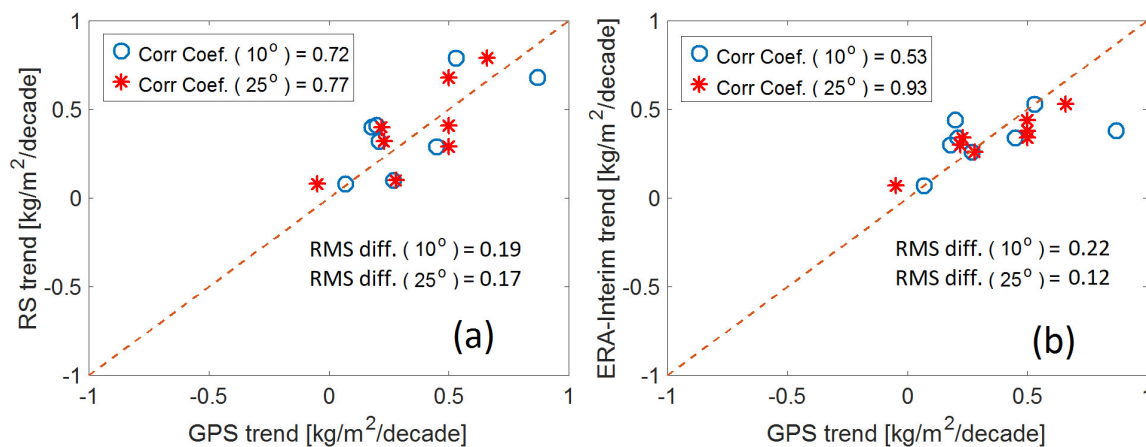 1
0.5
0
-0.5
-1
RS trend [kg/m²/decade]
Corr Coef. ( 10°) = 0.72
Corr Coef. ( 25°) = 0.77
RMS diff. ( 10°) = 0.19
RMS diff. ( 25°) = 0.17
(a)
-1 -0.5 0 0.5 1
GPS trend [kg/m²/decade]
1
0.5
0
-0.5
-1
ERA-Interim trend [kg/m²/decade]
Corr Coef. ( 10°) = 0.53
Corr Coef. ( 25°) = 0.93
RMS diff. ( 10°) = 0.22
RMS diff. ( 25°) = 0.12
(b)
-1 -0.5 0 0.5 1
GPS trend [kg/m²/decade]